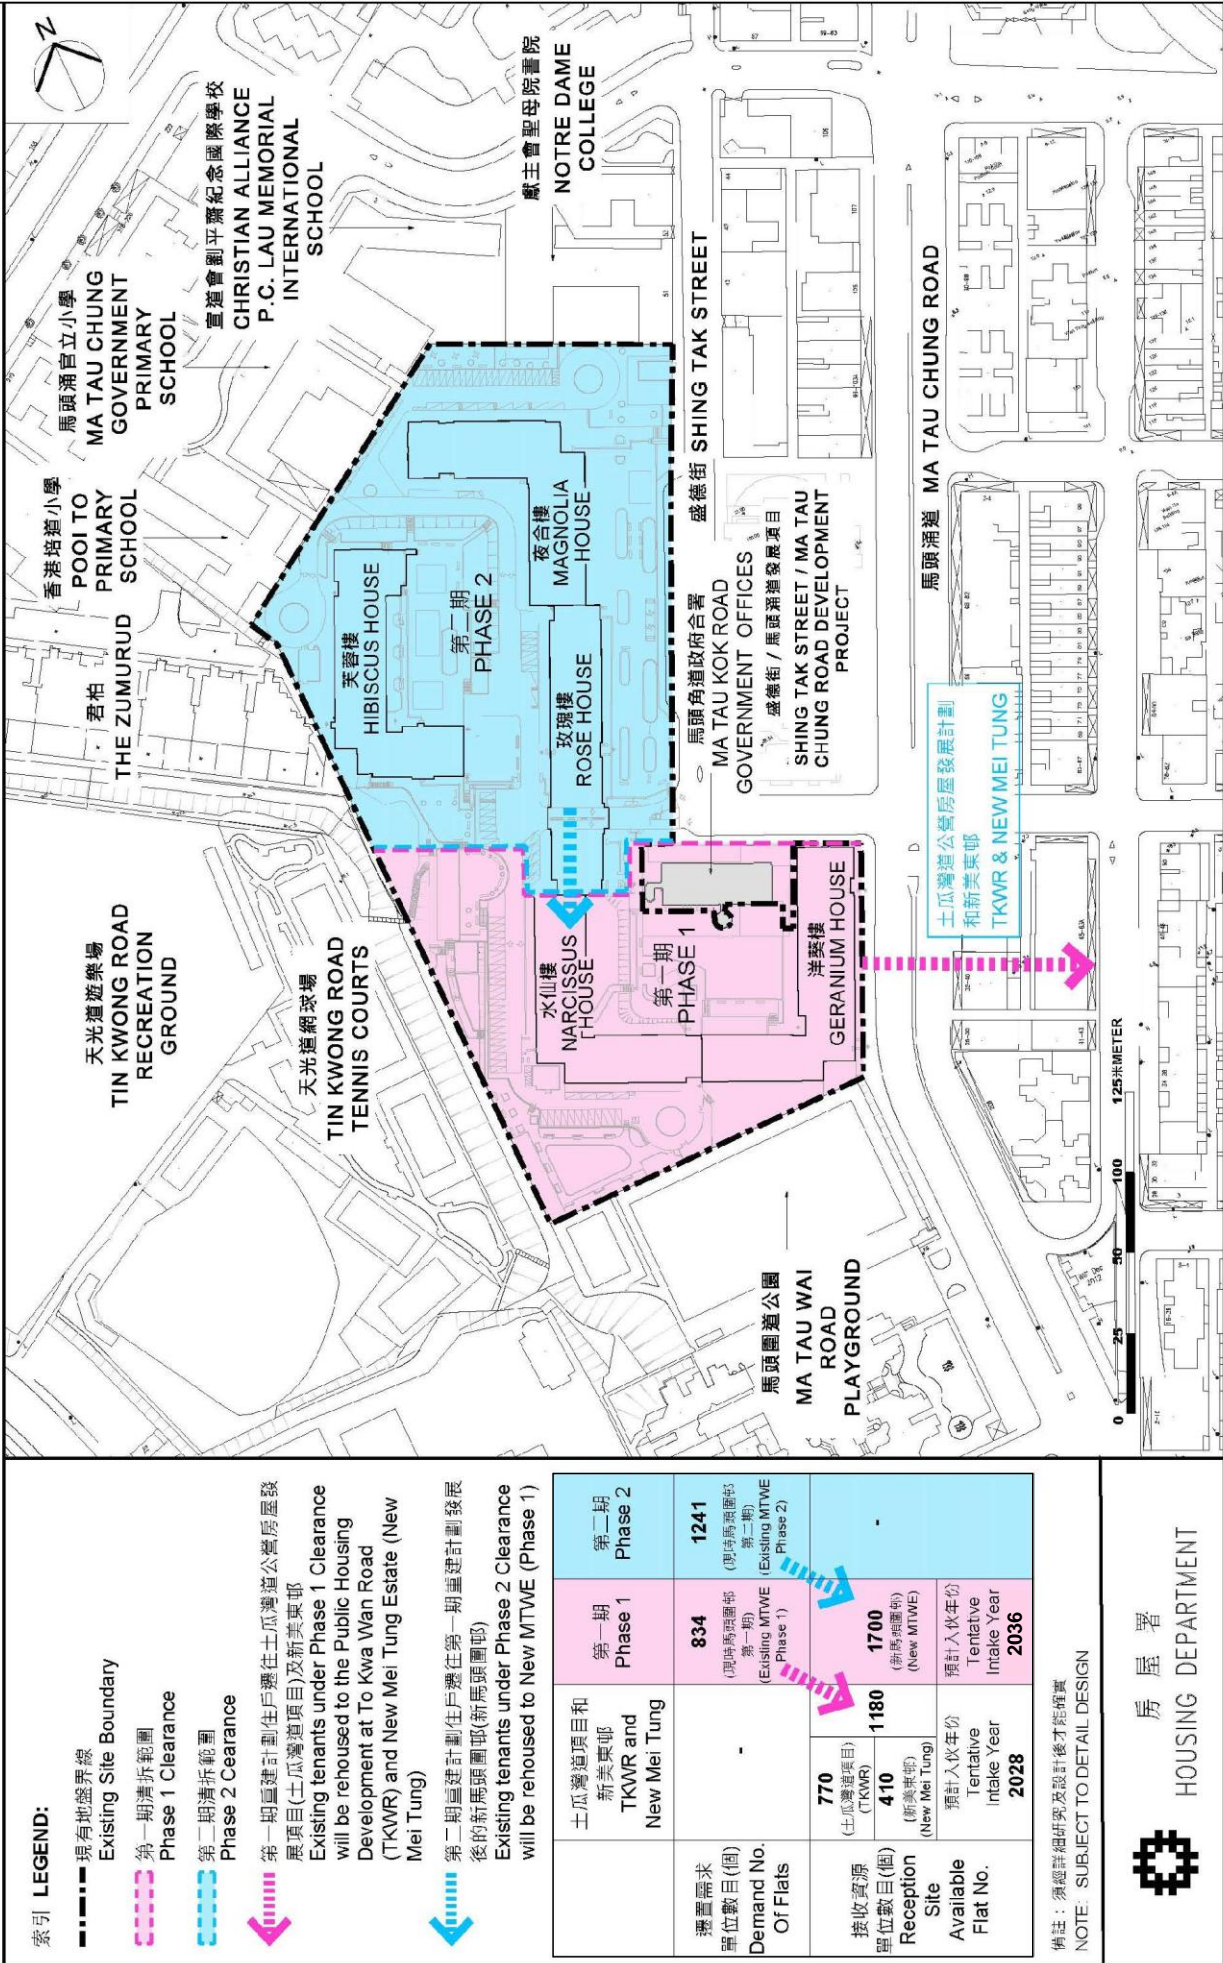 索引 LEGEND:
現有地盤界線
Existing Site Boundary
第一期清拆範圍
Phase 1 Clearance
第二期清拆範圍
Phase 2 Cearance
第一期重建計劃住戶遷往土瓜灣道公營房屋發
展項目(土瓜灣道項目)及新美東邨
Existing tenants under Phase 1 Clearance
will be rehoused to the Public Housing
Development at To Kwa Wan Road
(TKWR) and New Mei Tung Estate (New
Mei Tung)
第二期重建計劃住戶遷往第一期重建計劃發展
後的新馬頭圍邨(新馬頭圍邨)
Existing tenants under Phase 2 Clearance
will be rehoused to New MTWE (Phase 1)
土瓜灣道項目和
新美東邨
TKWR and
New Mei Tung
第一期
Phase 1
第二期
Phase 2
遷置需求
單位數目(個)
Demand No.
Of Flats
-
834
(現時馬頭圍邨
第一期)
(Existing MTWE
Phase 1)
1241
(現時馬頭圍邨
第二期)
(Existing MTWE
Phase 2)
接收資源
單位數目(個)
Reception
Site
Available
Flat No.
770
(土瓜灣道項目)
(TKWR)
410
(新美東邨)
(New Mei Tung)
1180
1700
(新馬頭圍邨)
(New MTWE)
-
預計入伙年份
Tentative
Intake Year
2028
預計入伙年份
Tentative
Intake Year
2036
備註： 須經詳細研究及設計後才能確實
NOTE: SUBJECT TO DETAIL DESIGN
房屋署
HOUSING DEPARTMENT
N
天光道遊樂場
TIN KWONG ROAD
RECREATION
GROUND
天光道網球場
TIN KWONG ROAD
TENNIS COURTS
君柏
THE ZUMURUD
香港培道小學
POOI TO
PRIMARY
SCHOOL
馬頭涌官立小學
MA TAU CHUNG
GOVERNMENT
PRIMARY
SCHOOL
宣道會劉平齋紀念國際學校
CHRISTIAN ALLIANCE
P.C. LAU MEMORIAL
INTERNATIONAL
SCHOOL
獻主會聖母院書院
NOTRE DAME
COLLEGE
芙蓉樓
HIBISCUS HOUSE
第二期
PHASE 2
夜合樓
MAGNOLIA
HOUSE
玫瑰樓
ROSE HOUSE
水仙樓
NARCISSUS
HOUSE
第一期
PHASE 1
洋葵樓
GERANIUM HOUSE
盛德街 SHING TAK STREET
馬頭角道政府合署
MA TAU KOK ROAD
GOVERNMENT OFFICES
盛德街 / 馬頭涌道發展項目
SHING TAK STREET / MA TAU
CHUNG ROAD DEVELOPMENT
PROJECT
馬頭涌道 MA TAU CHUNG ROAD
土瓜灣道公營房屋發展計劃
和新美東邨
TKWR & NEW MEI TUNG
馬頭圍道公園
MA TAU WAI
ROAD
PLAYGROUND
0 25 50 100 125米METER